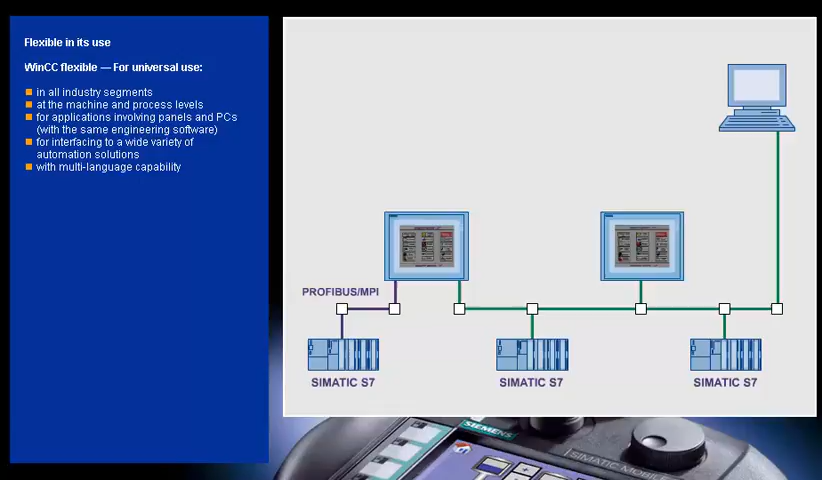 Flexible in its use
WinCC flexible — For universal use:
in all industry segments
at the machine and process levels
for applications involving panels and PCs
(with the same engineering software)
for interfacing to a wide variety of
automation solutions
with multi-language capability
PROFIBUS/MPI
SIMATIC S7
SIMATIC S7
SIMATIC S7
SIEMENS
SIMATIC MOBILE